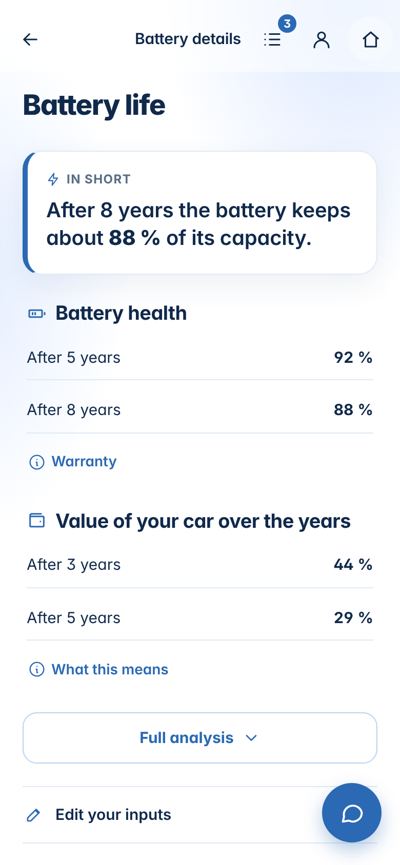 Battery details
3
Battery life
IN SHORT
After 8 years the battery keeps
about 88 % of its capacity.
Battery health
After 5 years 92 %
After 8 years 88 %
Warranty
Value of your car over the years
After 3 years 44 %
After 5 years 29 %
What this means
Full analysis
Edit your inputs